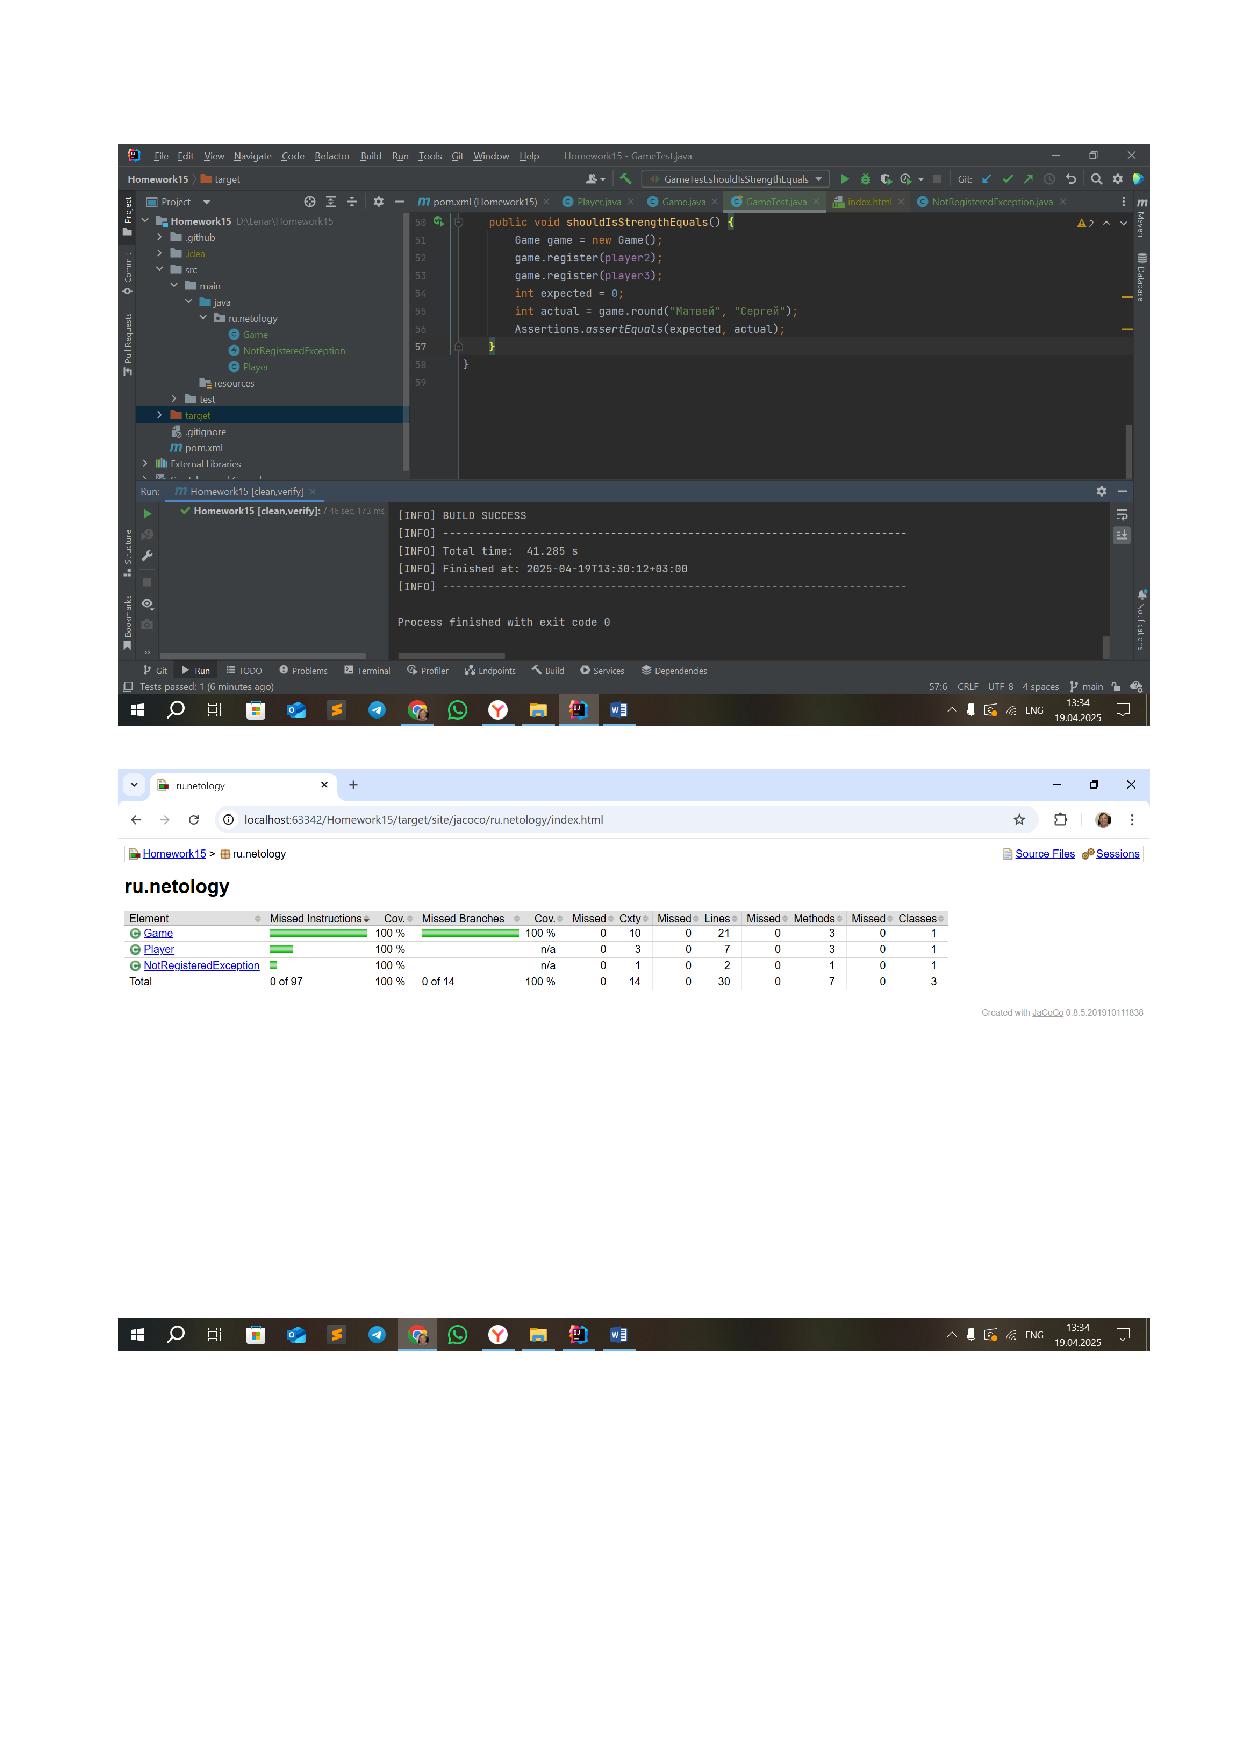 File Edit View Navigate Code Refactor Build Run Tools Git Window Help Homework15 - GameTest.java
Homework15 target GameTest.shouldIsStrengthEquals Git:
Project pom.xml (Homework15) Player.java Game.java GameTest.java index.html NotRegisteredException.java
Project
Commit
Pull Requests
Structure
Bookmarks
Maven
Database
Notifications
Homework15 D:\Lenar\Homework15
.github
.idea
src
main
java
ru.netology
Game
NotRegisteredException
Player
resources
test
target
.gitignore
pom.xml
External Libraries
50 public void shouldIsStrengthEquals() {
51 Game game = new Game();
52 game.register(player2);
53 game.register(player3);
54 int expected = 0;
55 int actual = game.round("Матвей", "Сергей");
56 Assertions.assertEquals(expected, actual);
57 }
58 }
59
2
Run: Homework15 [clean,verify]
Homework15 [clean,verify]: 46 sec, 173 ms
[INFO] BUILD SUCCESS
[INFO] ------------------------------------------------------------------------
[INFO] Total time: 41.285 s
[INFO] Finished at: 2025-04-19T13:30:12+03:00
[INFO] ------------------------------------------------------------------------
Process finished with exit code 0
Git Run TODO Problems Terminal Profiler Endpoints Build Services Dependencies
Tests passed: 1 (6 minutes ago) 57:6 CRLF UTF-8 4 spaces main
ENG 13:34
19.04.2025
ru.netology
localhost:63342/Homework15/target/site/jacoco/ru.netology/index.html
Homework15 > ru.netology Source Files Sessions
ru.netology
Element Missed Instructions Cov. Missed Branches Cov. Missed Cxty Missed Lines Missed Methods Missed Classes
Game 100 % 100 % 0 10 0 21 0 3 0 1
Player 100 % n/a 0 3 0 7 0 3 0 1
NotRegisteredException 100 % n/a 0 1 0 2 0 1 0 1
Total 0 of 97 100 % 0 of 14 100 % 0 14 0 30 0 7 0 3
Created with JaCoCo 0.8.5.201910111838
ENG 13:34
19.04.2025